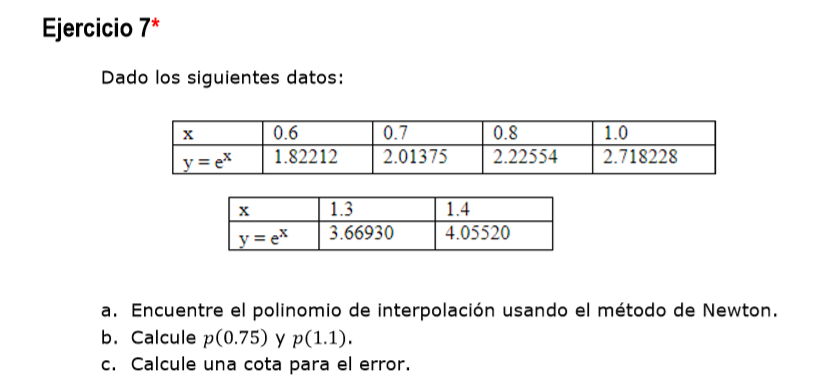 Ejercicio 7*
Dado los siguientes datos:
x 0.6 0.7 0.8 1.0
y = eˣ 1.82212 2.01375 2.22554 2.718228
x 1.3 1.4
y = eˣ 3.66930 4.05520
a. Encuentre el polinomio de interpolación usando el método de Newton.
b. Calcule p(0.75) y p(1.1).
c. Calcule una cota para el error.